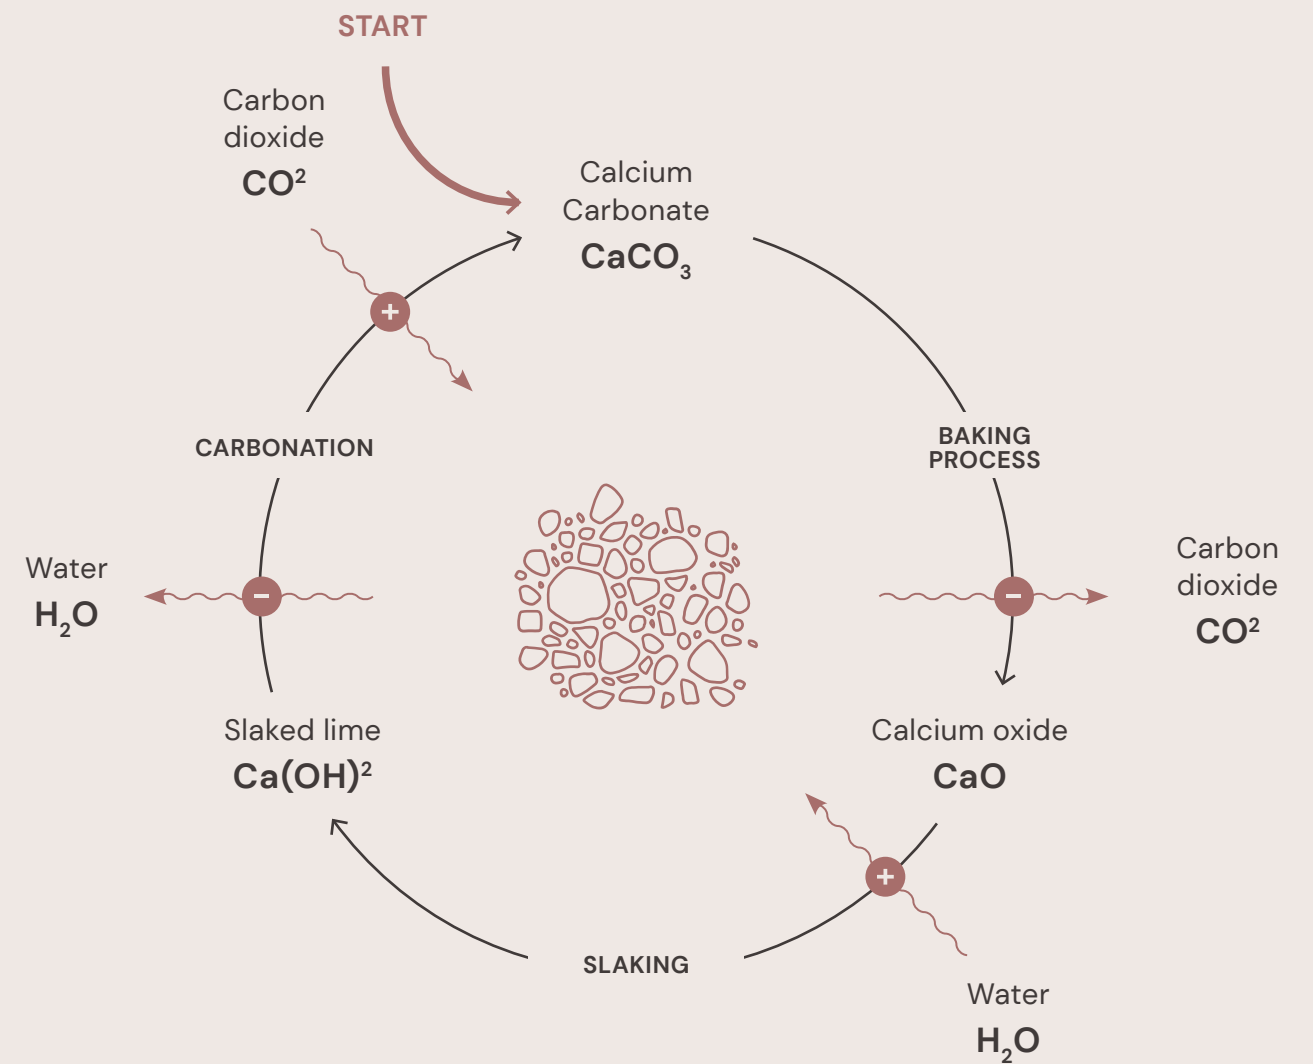 START
Carbon
dioxide
CO²
Calcium
Carbonate
CaCO₃
BAKING
PROCESS
CARBONATION
Carbon
dioxide
CO²
Water
H₂O
Slaked lime
Ca(OH)²
Calcium oxide
CaO
SLAKING
Water
H₂O